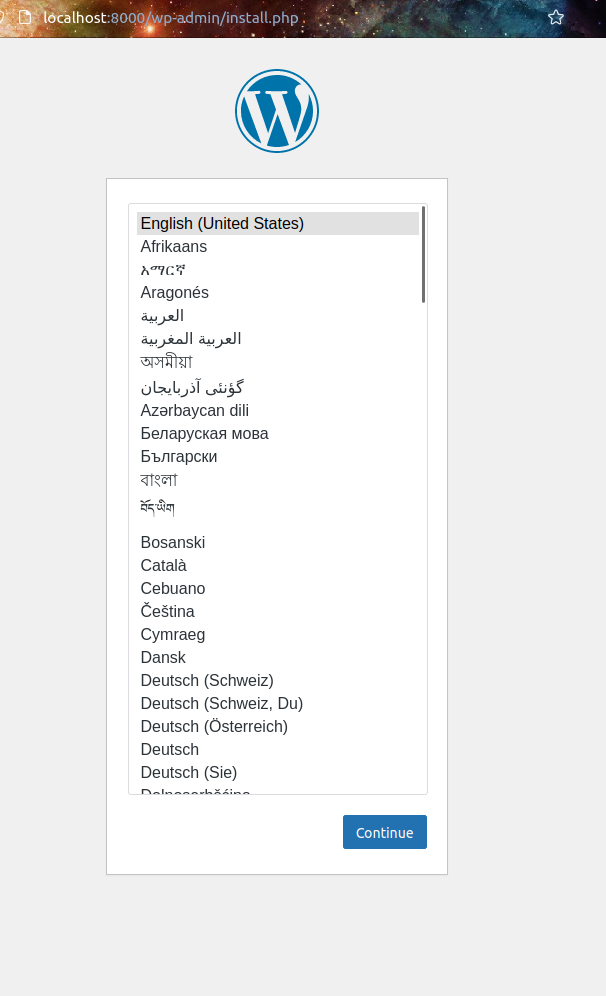 localhost:8000/wp-admin/install.php
W
English (United States)
Afrikaans
አማርኛ
Aragonés
العربية
العربية المغربية
অসমীয়া
گؤنئی آذربایجان
Azərbaycan dili
Беларуская мова
Български
বাংলা
བོད་ཡིག
Bosanski
Català
Cebuano
Čeština
Cymraeg
Dansk
Deutsch (Schweiz)
Deutsch (Schweiz, Du)
Deutsch (Österreich)
Deutsch
Deutsch (Sie)
Continue